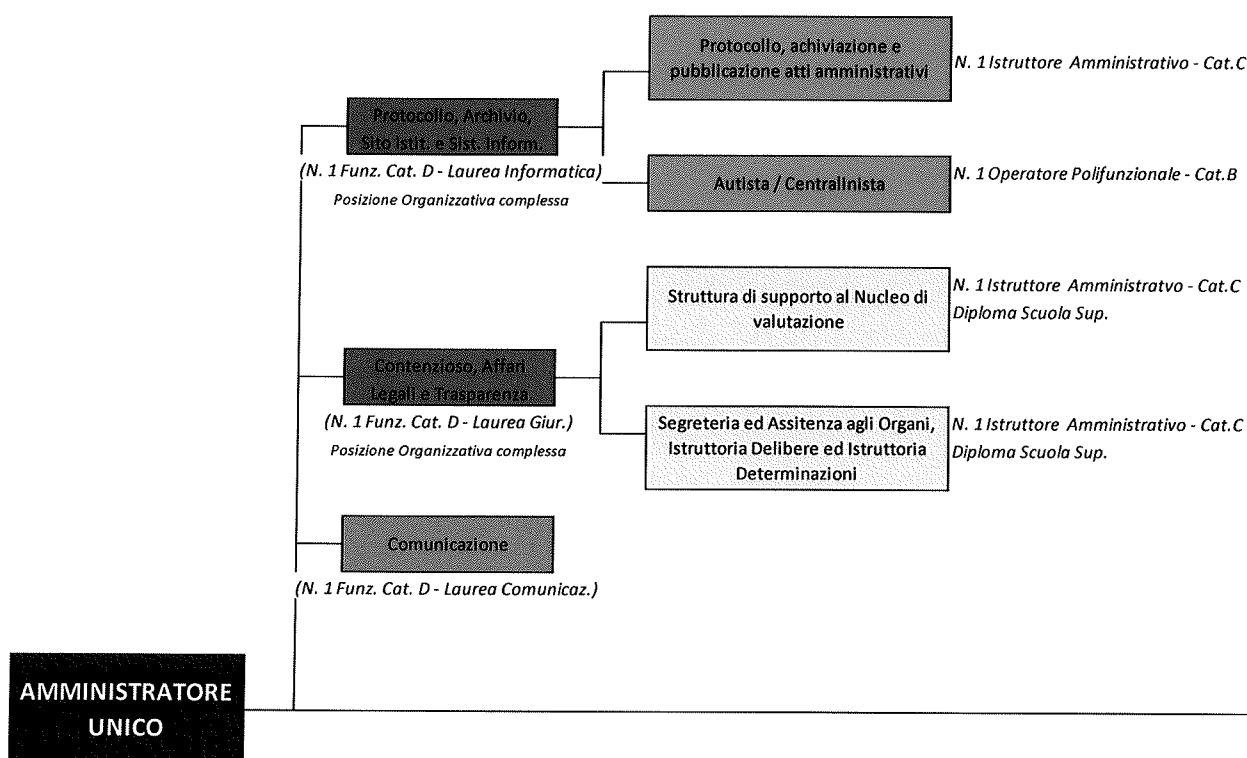 Protocollo, achiviazione e
pubblicazione atti amministrativi
N. 1 Istruttore Amministrativo - Cat.C
Protocollo, Archivio,
Sito Istit. e Sist. Inform.
(N. 1 Funz. Cat. D - Laurea Informatica)
Posizione Organizzativa complessa
Autista / Centralinista
N. 1 Operatore Polifunzionale - Cat.B
Struttura di supporto al Nucleo di
valutazione
N. 1 Istruttore Amministratvo - Cat.C
Diploma Scuola Sup.
Contenzioso, Affari
Legali e Trasparenza
(N. 1 Funz. Cat. D - Laurea Giur.)
Posizione Organizzativa complessa
Segreteria ed Assitenza agli Organi,
Istruttoria Delibere ed Istruttoria
Determinazioni
N. 1 Istruttore Amministrativo - Cat.C
Diploma Scuola Sup.
Comunicazione
(N. 1 Funz. Cat. D - Laurea Comunicaz.)
AMMINISTRATORE
UNICO